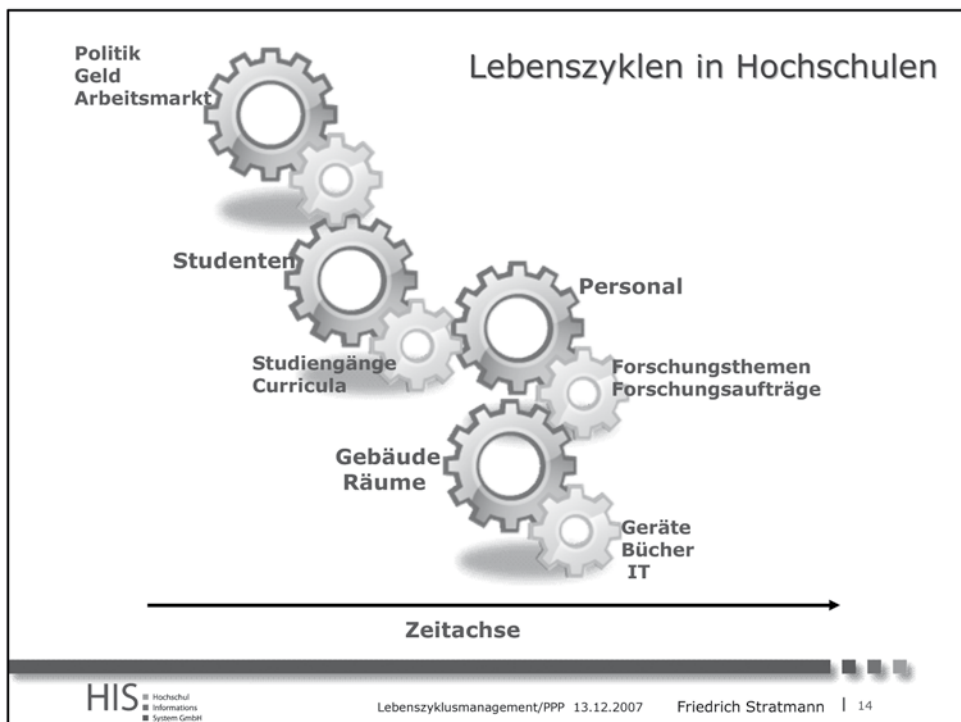 Lebenszyklen in Hochschulen
Politik
Geld
Arbeitsmarkt
Studenten
Personal
Studiengänge
Curricula
Forschungsthemen
Forschungsaufträge
Gebäude
Räume
Geräte
Bücher
IT
Zeitachse
HIS Hochschul
Informations
System GmbH
Lebenszyklusmanagement/PPP 13.12.2007 Friedrich Stratmann | 14